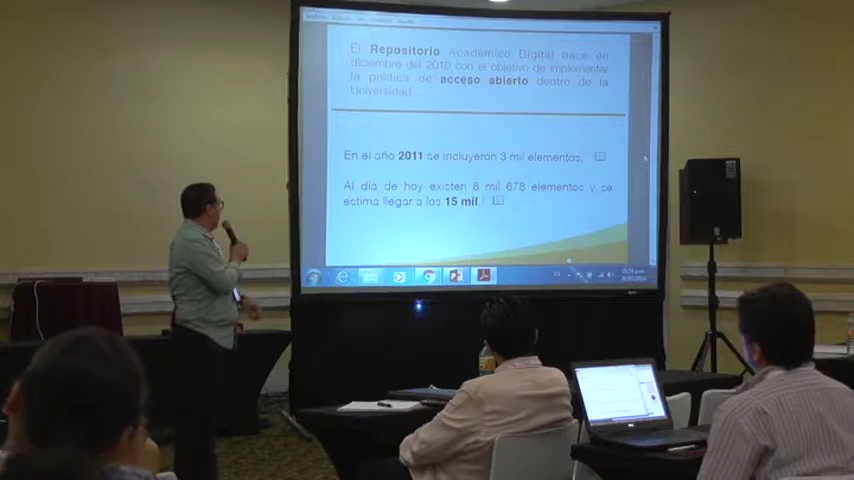 El Repositorio Académico Digital nace en
diciembre del 2010 con el objetivo de implementar
la política de acceso abierto dentro de la
Universidad...
En el año 2011 se incluyeron 3 mil elementos.
Al día de hoy existen 8 mil 678 elementos y se
estima llegar a los 15 mil.